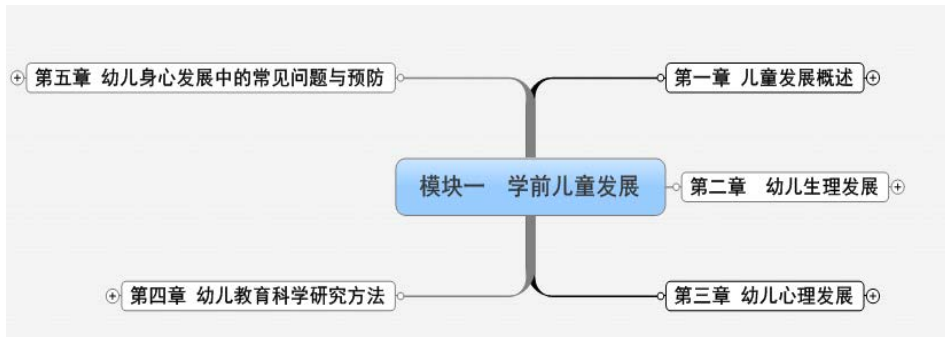 第五章 幼儿身心发展中的常见问题与预防
第一章 儿童发展概述
模块一 学前儿童发展
第二章 幼儿生理发展
第四章 幼儿教育科学研究方法
第三章 幼儿心理发展